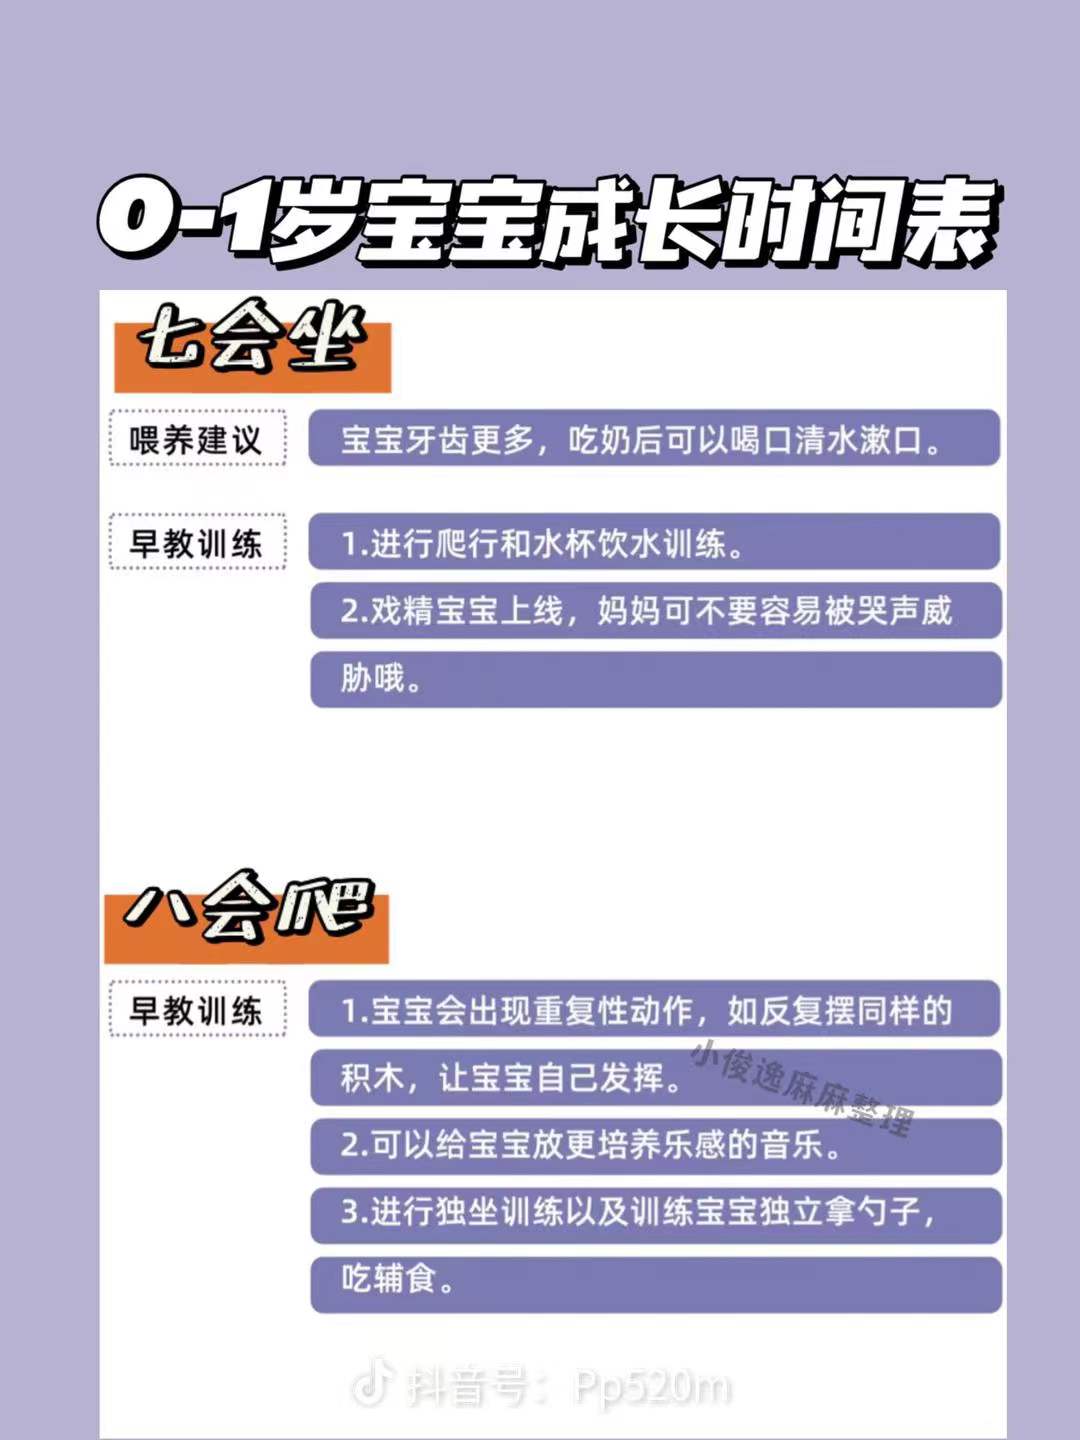 0-1岁宝宝成长时间表
七会坐
喂养建议
宝宝牙齿更多，吃奶后可以喝口清水漱口。
早教训练
1.进行爬行和水杯饮水训练。
2.戏精宝宝上线，妈妈可不要容易被哭声威
胁哦。
八会爬
早教训练
1.宝宝会出现重复性动作，如反复摆同样的
积木，让宝宝自己发挥。
小俊逸麻麻整理
2.可以给宝宝放更培养乐感的音乐。
3.进行独坐训练以及训练宝宝独立拿勺子，
吃辅食。
抖音号：Pp520m